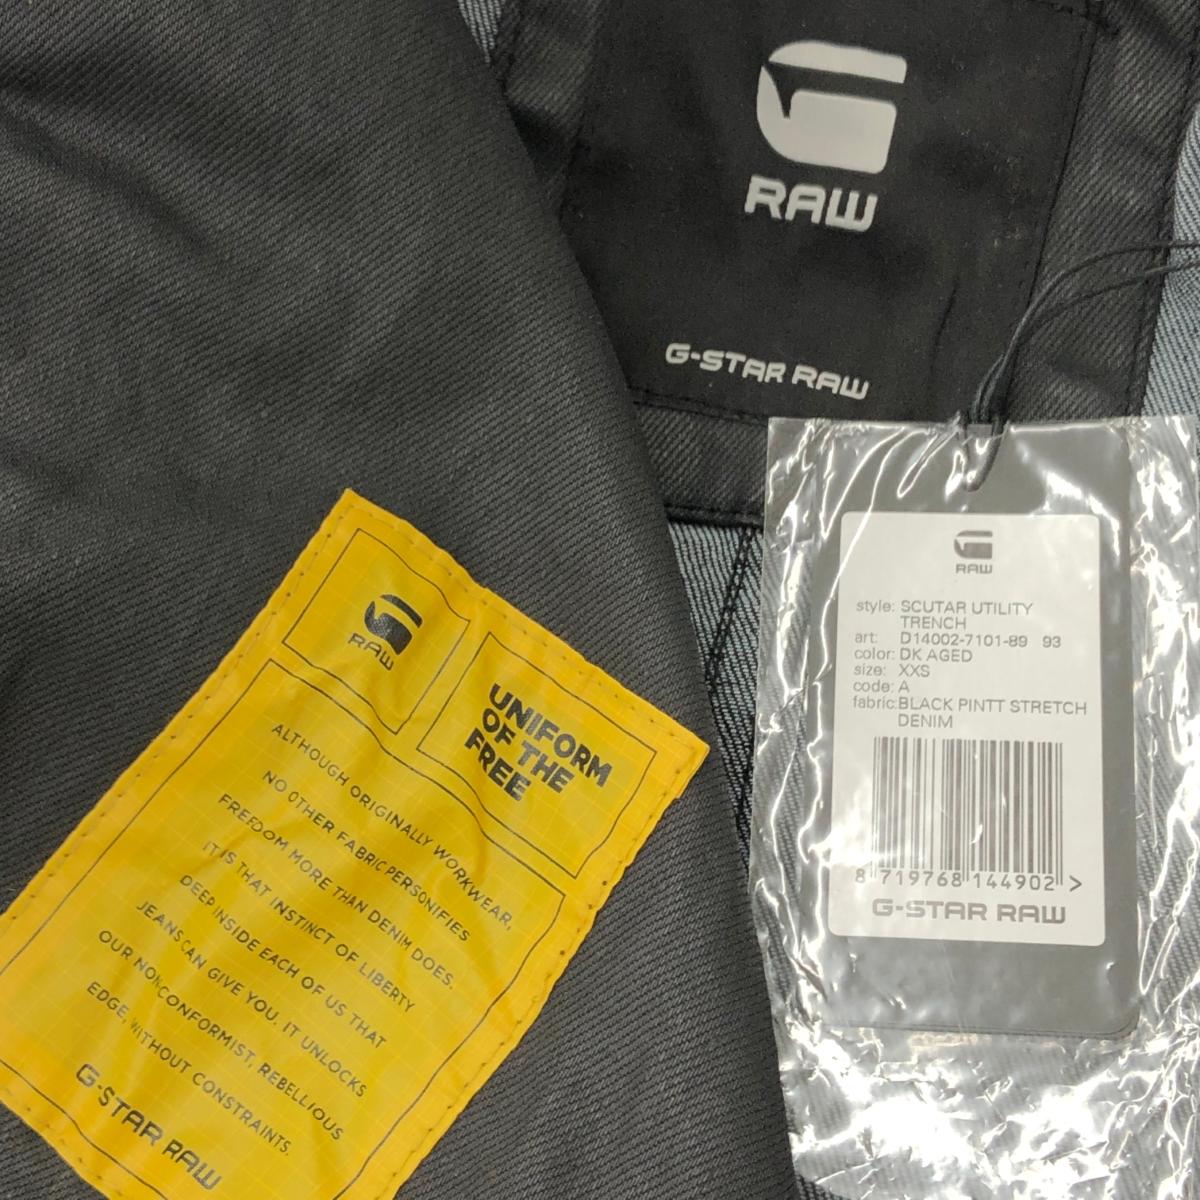 RAW
G-STAR RAW
RAW
style: SCUTAR UTILITY
TRENCH
art: D14002-7101-89 93
color: DK AGED
size: XXS
code: A
fabric: BLACK PINTT STRETCH
DENIM
8 719768 144902 >
G-STAR RAW
RAW
UNIFORM
OF THE
FREE
ALTHOUGH ORIGINALLY WORKWEAR,
NO OTHER FABRIC PERSONIFIES
FREEDOM MORE THAN DENIM DOES.
IT IS THAT INSTINCT OF LIBERTY
DEEP INSIDE EACH OF US THAT
JEANS CAN GIVE YOU. IT UNLOCKS
OUR NONCONFORMIST, REBELLIOUS
EDGE, WITHOUT CONSTRAINTS.
G-STAR RAW